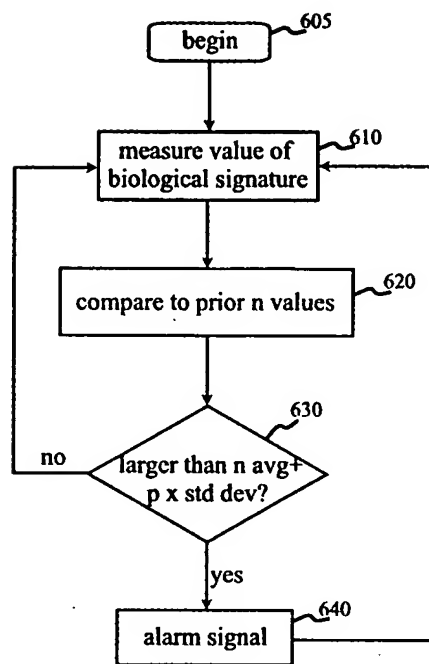 begin
605
610
measure value of
biological signature
620
compare to prior n values
630
larger than n avg+
p x std dev?
no
yes
640
alarm signal